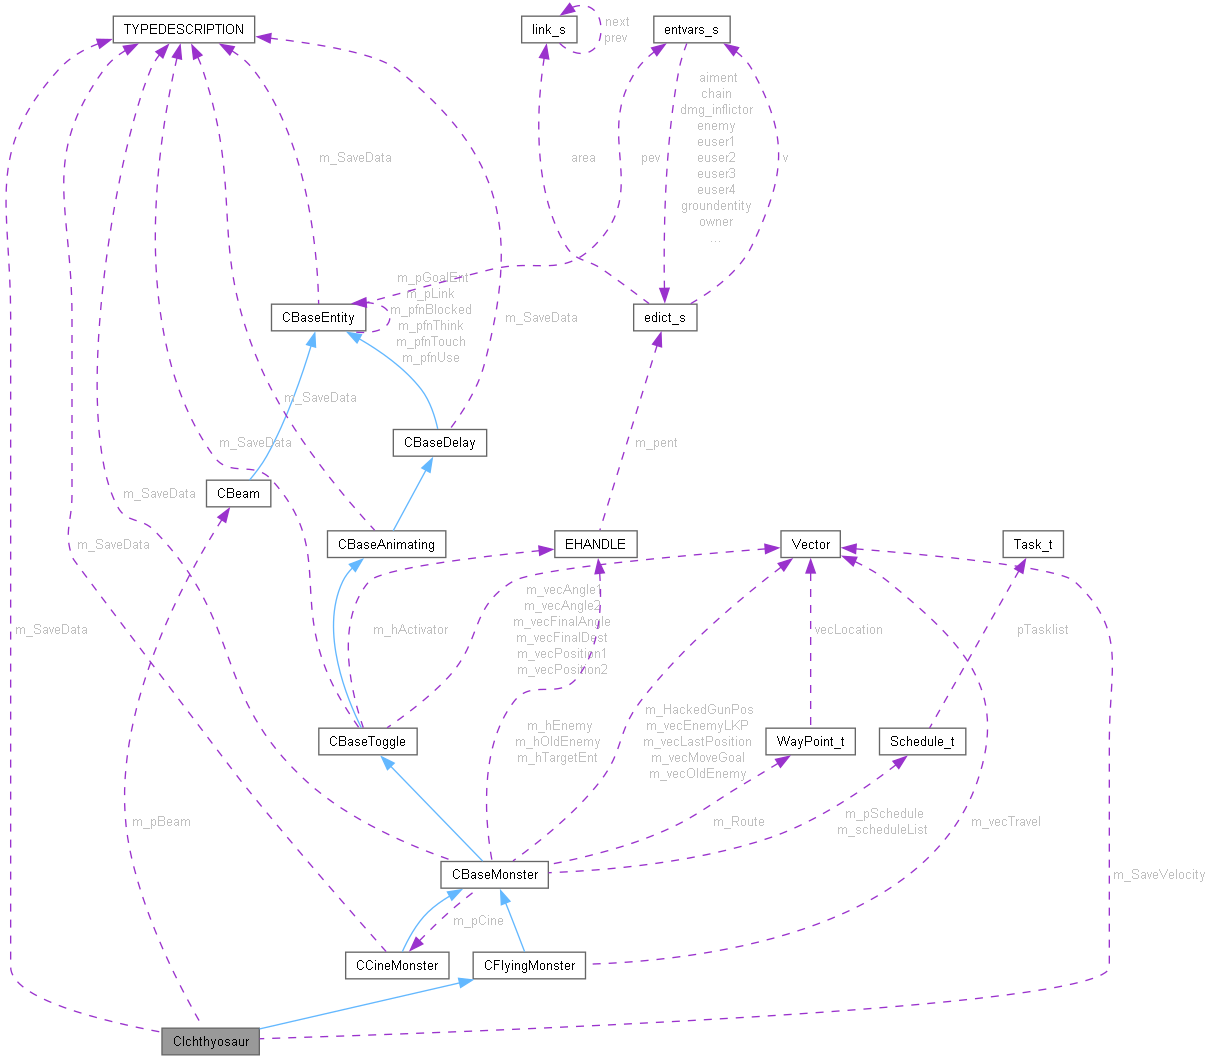 TYPEDESCRIPTION
link_s
next
prev
entvars_s
aiment
chain
dmg_inflictor
enemy
euser1
euser2
euser3
euser4
groundentity
owner
...
m_SaveData
area
pev
v
m_pGoalEnt
m_pLink
m_pfnBlocked
m_pfnThink
m_pfnTouch
m_pfnUse
CBaseEntity
m_SaveData
edict_s
m_SaveData
m_SaveData
CBaseDelay
m_pent
m_SaveData
CBeam
m_SaveData
CBaseAnimating
EHANDLE
Vector
Task_t
m_SaveData
m_hActivator
m_vecAngle1
m_vecAngle2
m_vecFinalAngle
m_vecFinalDest
m_vecPosition1
m_vecPosition2
vecLocation
pTasklist
CBaseToggle
m_hEnemy
m_hOldEnemy
m_hTargetEnt
m_HackedGunPos
m_vecEnemyLKP
m_vecLastPosition
m_vecMoveGoal
m_vecOldEnemy
WayPoint_t
Schedule_t
m_pBeam
m_Route
m_pSchedule
m_scheduleList
m_vecTravel
CBaseMonster
m_SaveVelocity
m_pCine
CCineMonster
CFlyingMonster
CIchthyosaur